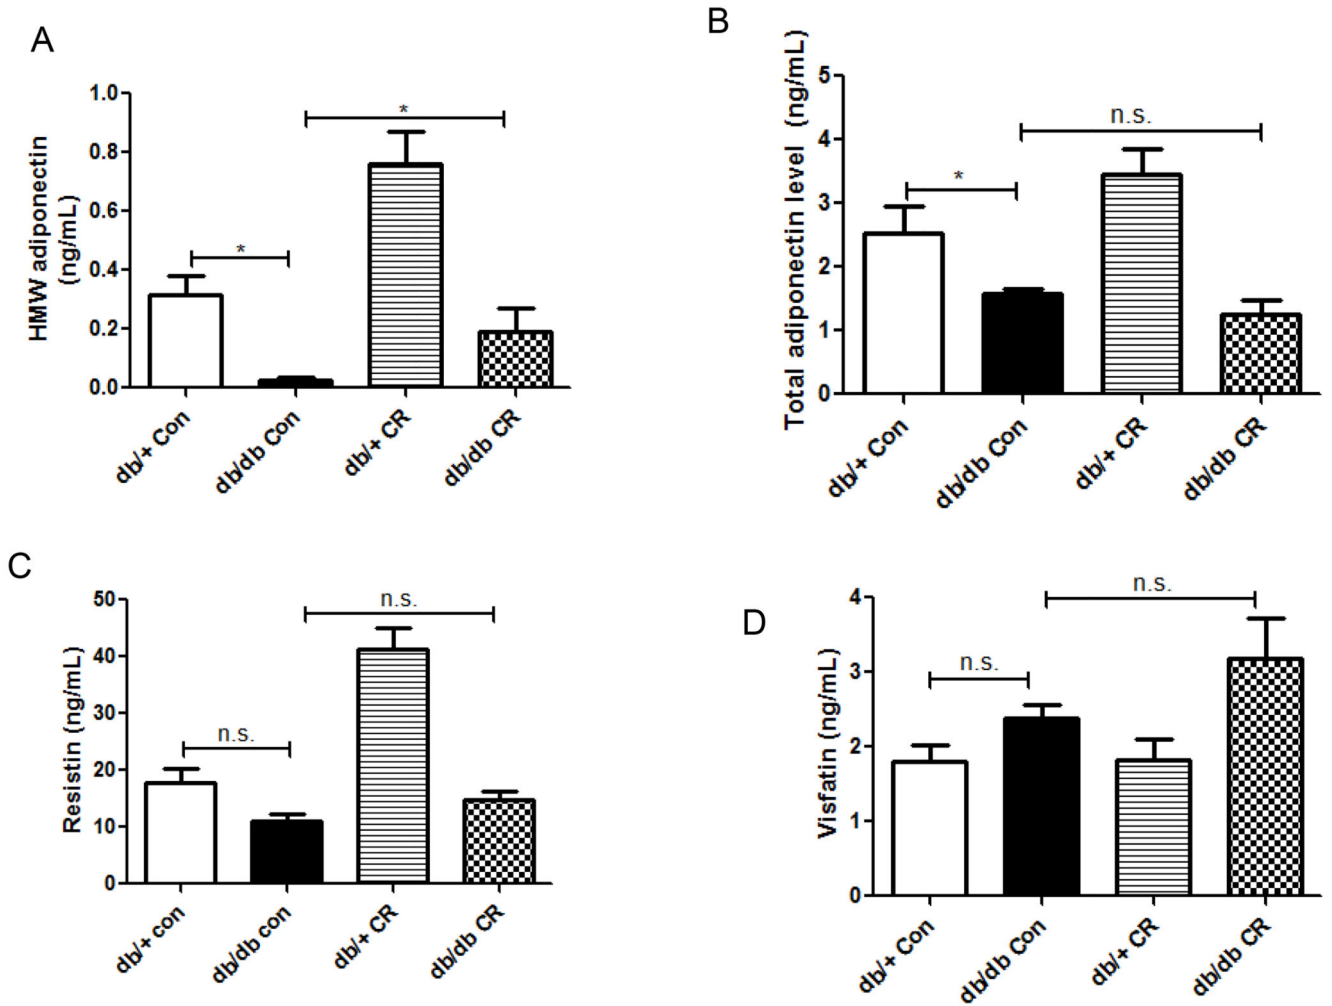 A
HMW adiponectin
(ng/mL)
1.0
0.8
0.6
0.4
0.2
0.0
*
*
db/+ Con
db/db Con
db/+ CR
db/db CR
B
Total adiponectin level (ng/mL)
5
4
3
2
1
0
*
n.s.
db/+ Con
db/db Con
db/+ CR
db/db CR
C
Resistin (ng/mL)
50
40
30
20
10
0
n.s.
n.s.
db/+ con
db/db con
db/+ CR
db/db CR
D
Visfatin (ng/mL)
4
3
2
1
0
n.s.
n.s.
db/+ Con
db/db Con
db/+ CR
db/db CR